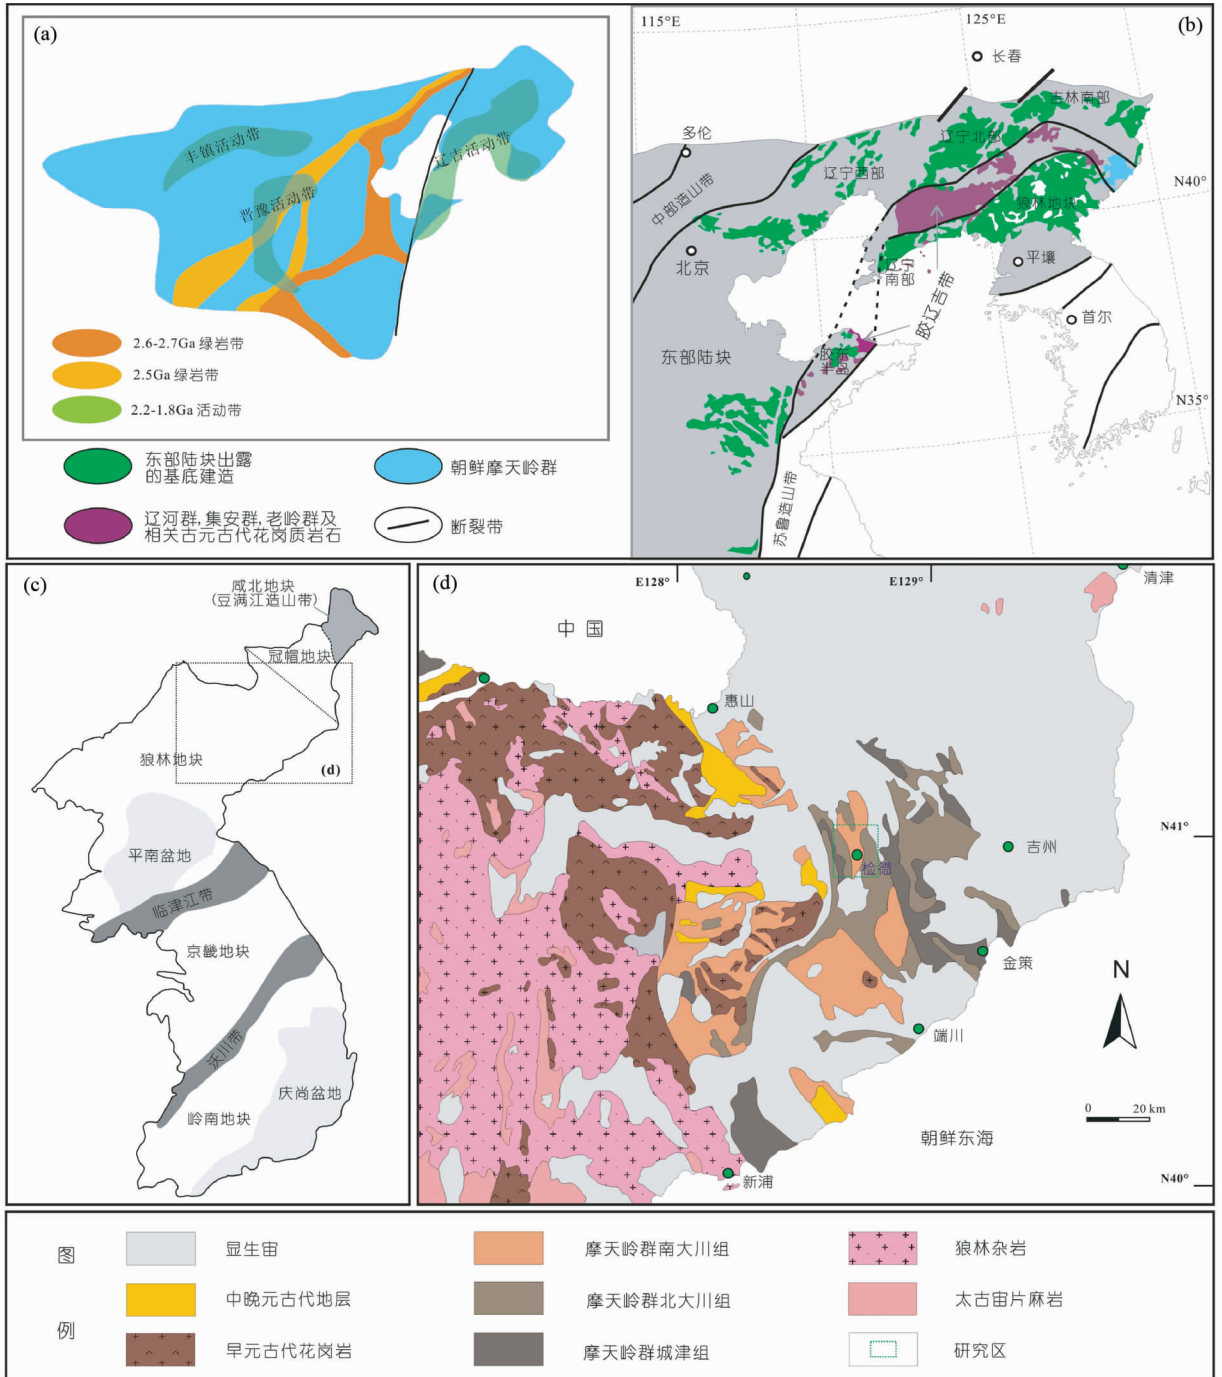 (a)
丰镇活动带
晋豫活动带
辽吉活动带
2.6-2.7Ga 绿岩带
2.5Ga 绿岩带
2.2-1.8Ga 活动带
东部陆块出露
的基底建造
朝鲜摩天岭群
辽河群,集安群,老岭群及
相关古元古代花岗质岩石
断裂带
115°E
125°E
(b)
长春
吉林南部
多伦
辽宁北部
辽宁西部
中部造山带
N40°
狼林地块
北京
辽宁
南部
平壤
胶辽吉带
首尔
东部陆块
胶东
半岛
N35°
苏鲁造山带
(c)
咸北地块
(豆满江造山带)
冠帽地块
狼林地块
(d)
平南盆地
临津江带
京畿地块
沃川带
庆尚盆地
岭南地块
(d)
E128°
E129°
清津
中 国
惠山
N41°
吉州
检德
金策
N
端川
0 20 km
朝鲜东海
新浦
N40°
图
例
显生宙
摩天岭群南大川组
狼林杂岩
中晚元古代地层
摩天岭群北大川组
太古宙片麻岩
早元古代花岗岩
摩天岭群城津组
研究区